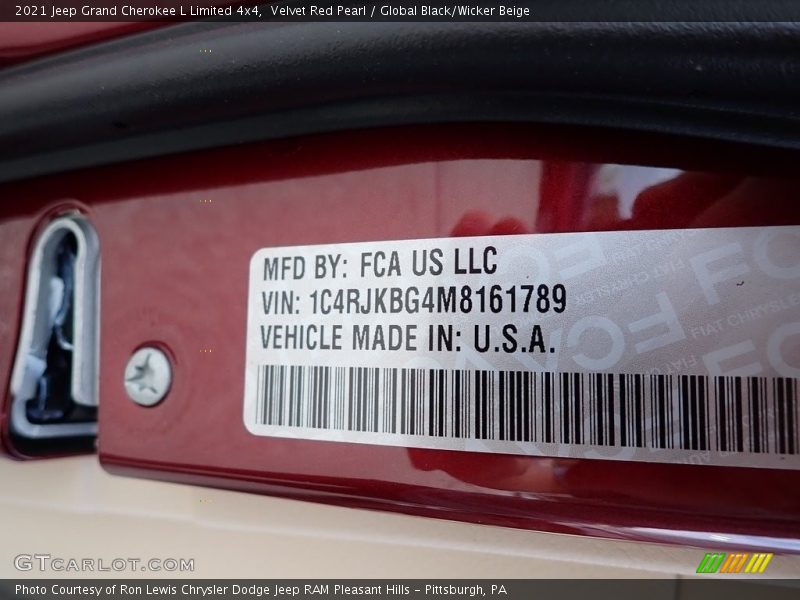 2021 Jeep Grand Cherokee L Limited 4x4, Velvet Red Pearl / Global Black/Wicker Beige
MFD BY: FCA US LLC
VIN: 1C4RJKBG4M8161789
VEHICLE MADE IN: U.S.A.
GTCARLOT.COM
Photo Courtesy of Ron Lewis Chrysler Dodge Jeep RAM Pleasant Hills - Pittsburgh, PA